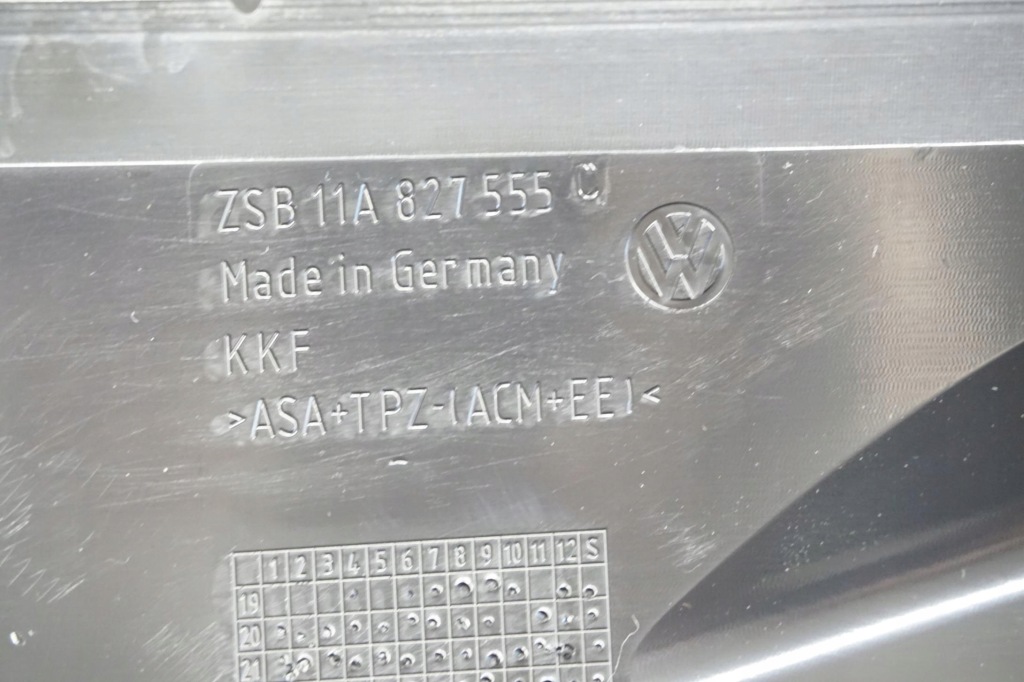 ZSB 11A 827 555 C
Made in Germany
KKF
>ASA+TPZ-(ACM+EE)<
1 2 3 4 5 6 7 8 9 10 11 12 S
19
20
21